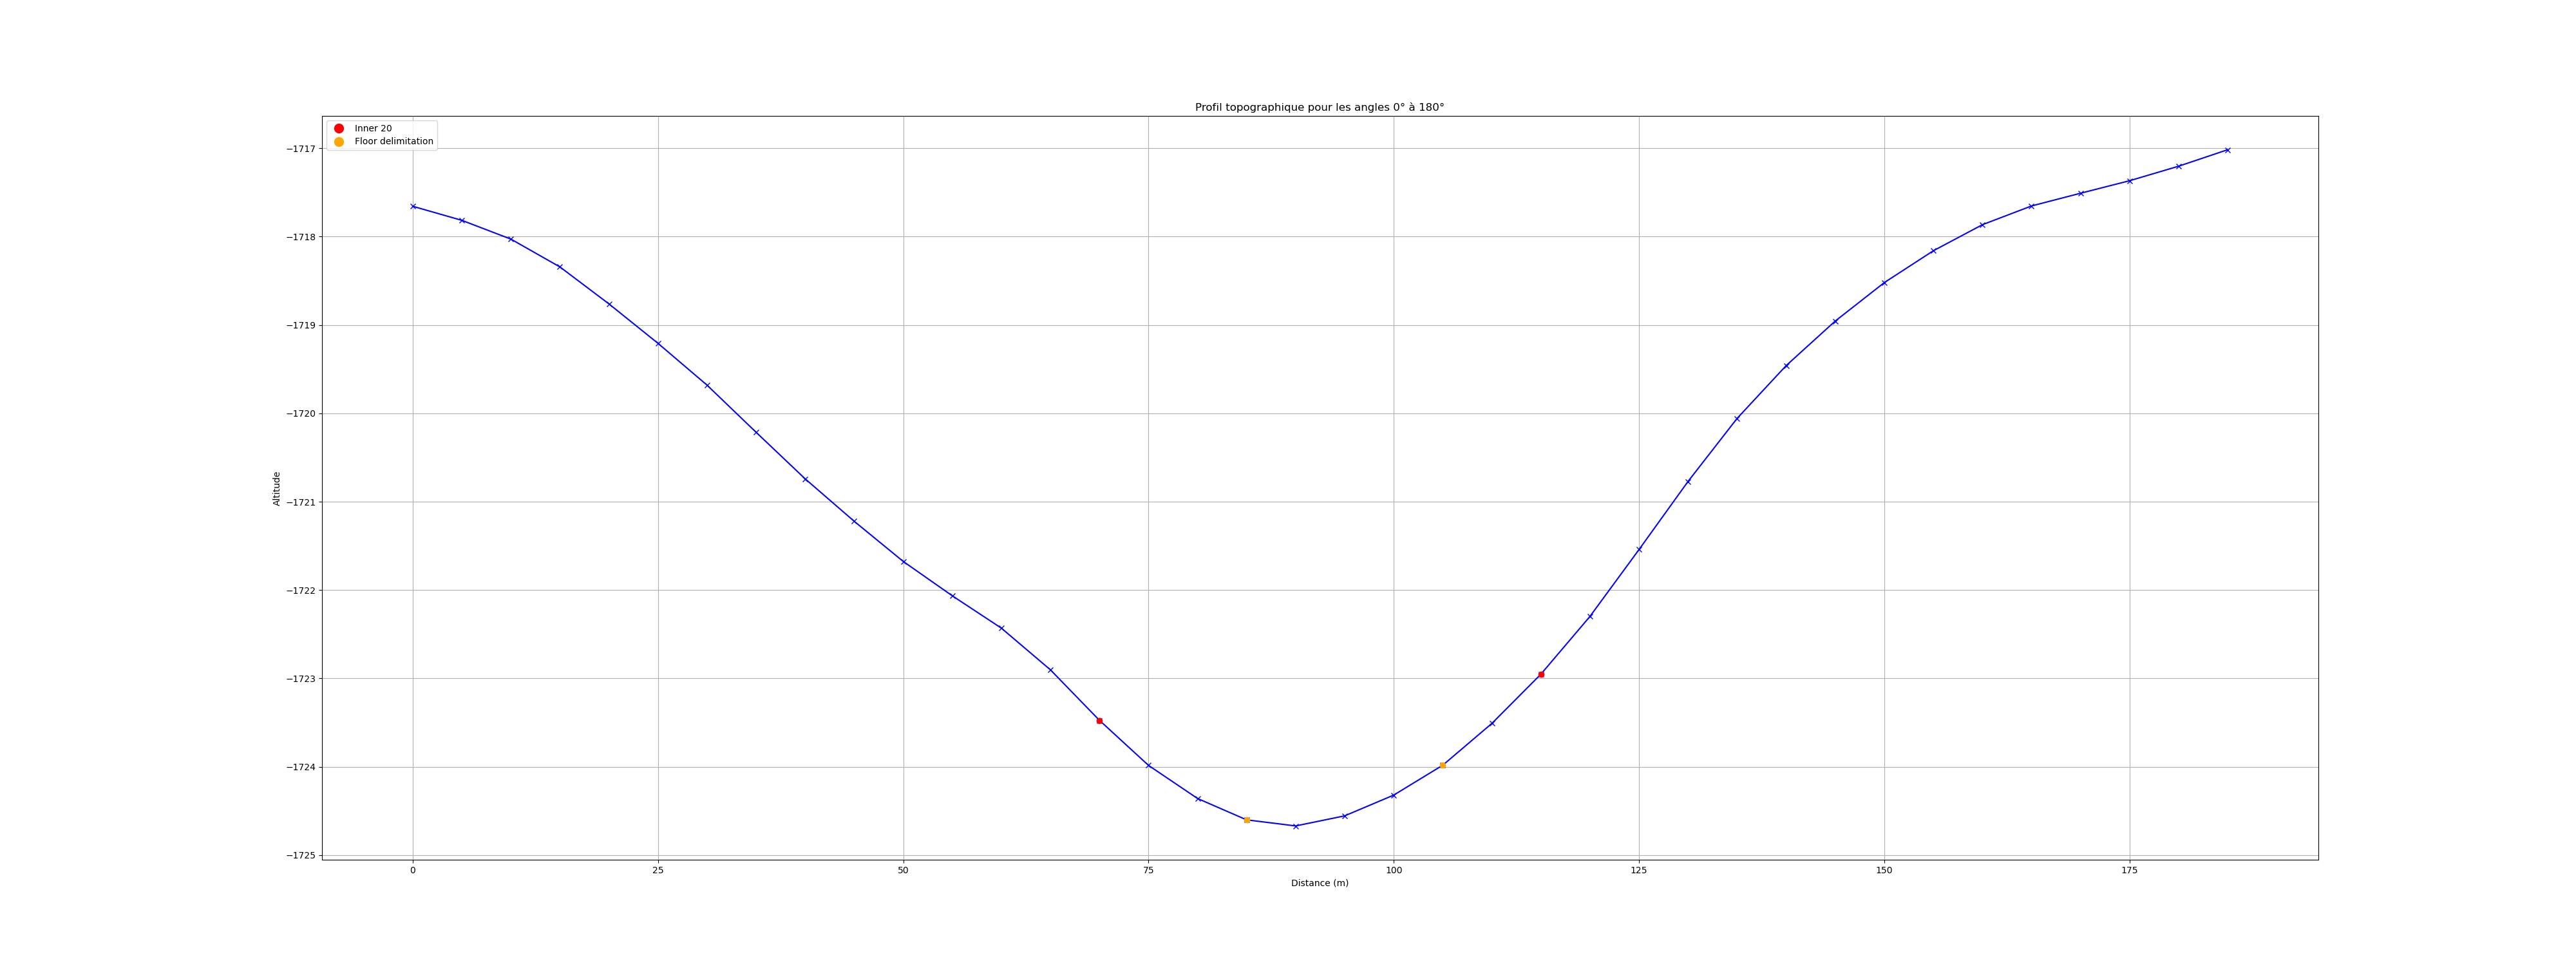 Profil topographique pour les angles 0° à 180°
Inner 20
Floor delimitation
−1717
−1718
−1719
−1720
−1721
−1722
−1723
−1724
−1725
Altitude
0 25 50 75 100 125 150 175
Distance (m)